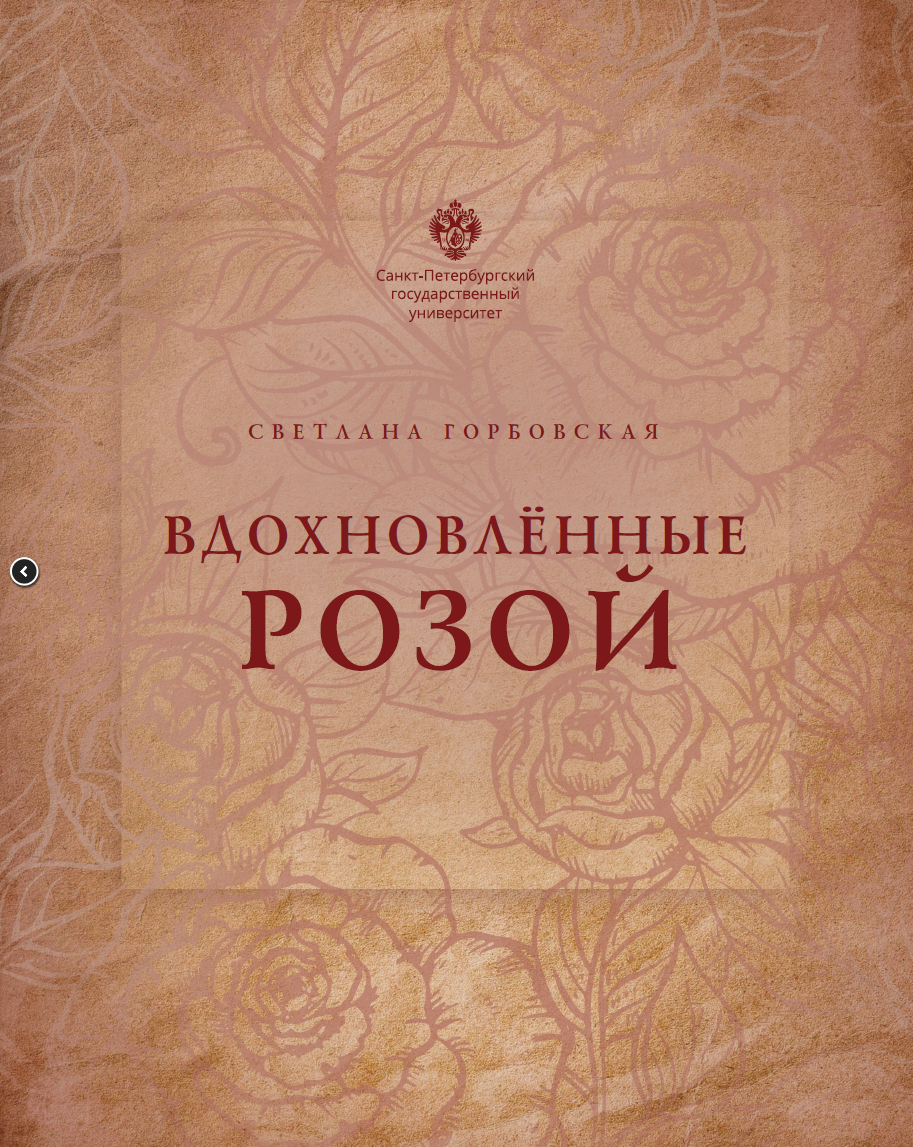 Санкт-Петербургский
государственный
университет
СВЕТЛАНА ГОРБОВСКАЯ
ВДОХНОВЛЁННЫЕ
РОЗОЙ